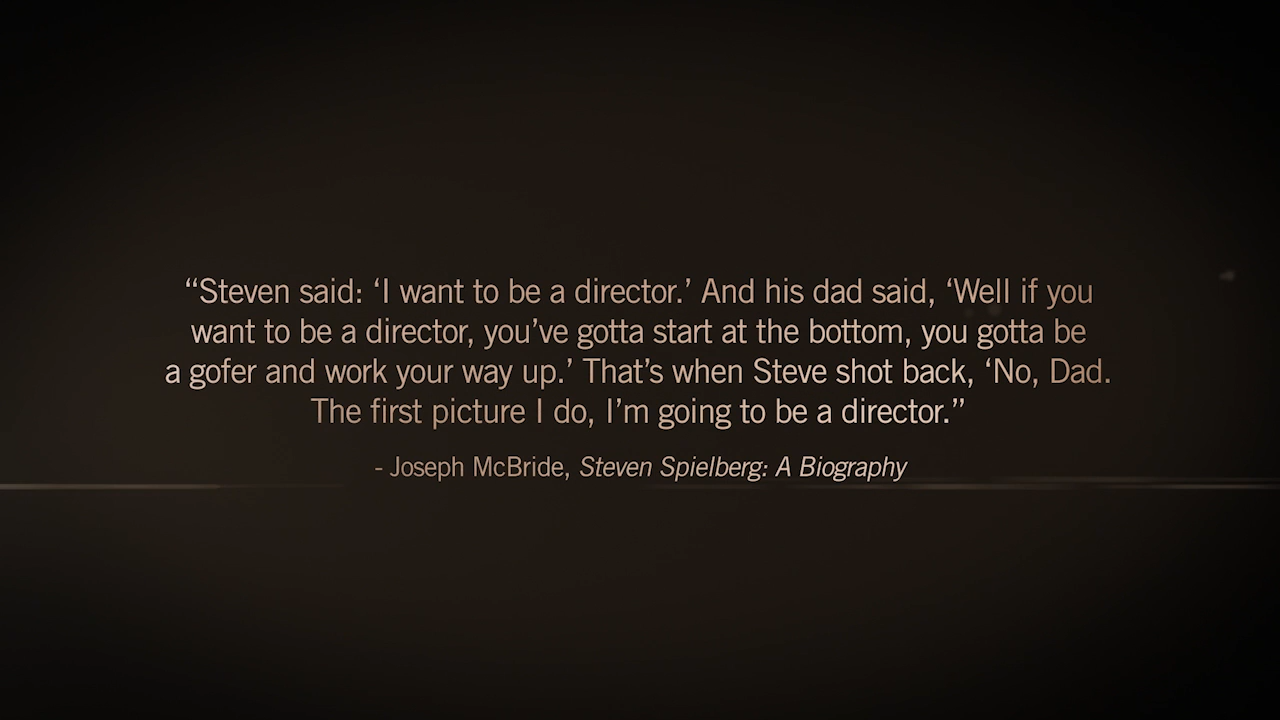 “Steven said: ‘I want to be a director.’ And his dad said, ‘Well if you
want to be a director, you’ve gotta start at the bottom, you gotta be
a gofer and work your way up.’ That’s when Steve shot back, ‘No, Dad.
The first picture I do, I’m going to be a director.”
- Joseph McBride, Steven Spielberg: A Biography